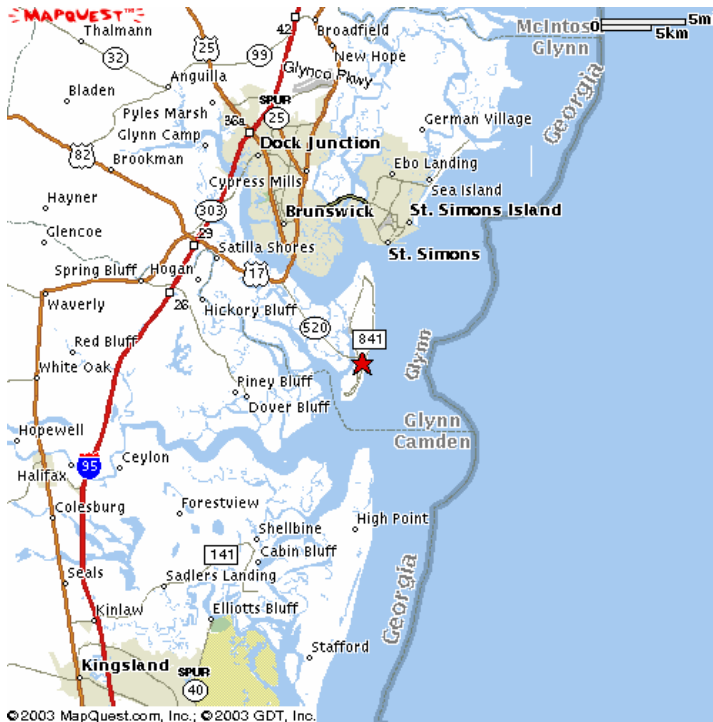 MAPQUEST™
42
Broadfield
McIntos
0
5m
5km
Thalmann
25
Glynn
32
99
New Hope
Anguilla
Glynco Pkwy
Georgia
Bladen
SPUR
Pyles Marsh
36a
25
German Village
Glynn Camp
Dock Junction
82
Brookman
Ebo Landing
Cypress Mills
Sea Island
Hayner
303
Brunswick
St. Simons Island
Glencoe
29
Satilla Shores
St. Simons
Spring Bluff
Hogan
17
Waverly
26
Hickory Bluff
520
841
Red Bluff
Glynn
White Oak
Piney Bluff
Dover Bluff
Glynn
Camden
Hopewell
95
Ceylon
Halifax
Colesburg
Forestview
High Point
Shellbine
141
Cabin Bluff
Seals
Sadlers Landing
Georgia
Kinlaw
Elliotts Bluff
Stafford
Kingsland
SPUR
40
©2003 MapQuest.com, Inc.; ©2003 GDT, Inc.